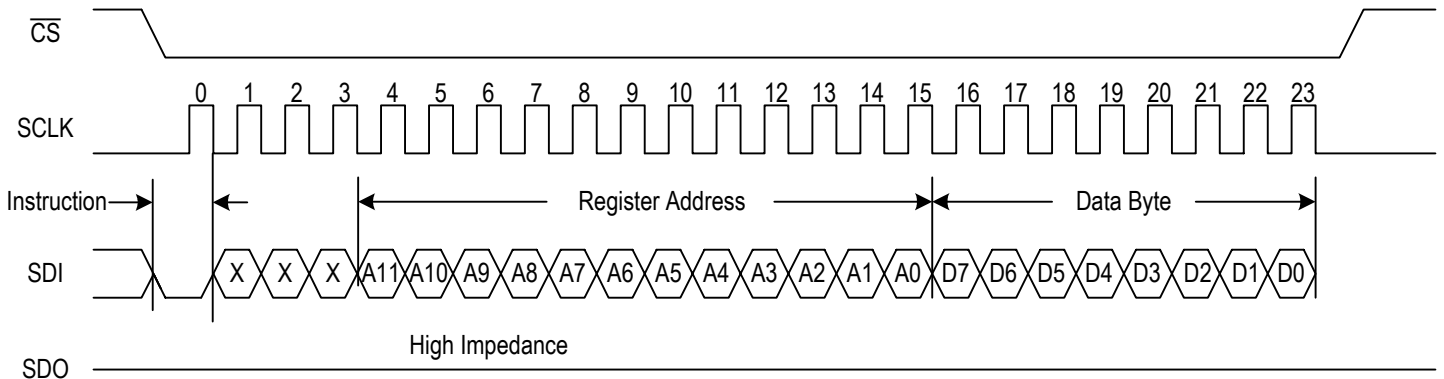 CS
0 1 2 3 4 5 6 7 8 9 10 11 12 13 14 15 16 17 18 19 20 21 22 23
SCLK
Instruction Register Address Data Byte
SDI X X X A11 A10 A9 A8 A7 A6 A5 A4 A3 A2 A1 A0 D7 D6 D5 D4 D3 D2 D1 D0
High Impedance
SDO